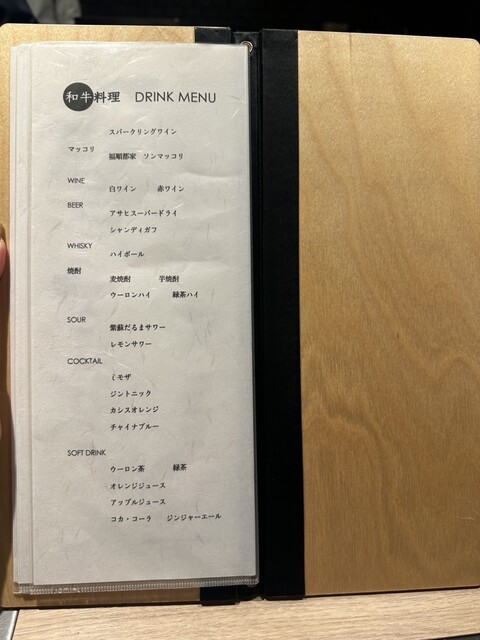 和牛料理 DRINK MENU
スパークリングワイン
マッコリ
福順都家 ソンマッコリ
WINE
白ワイン 赤ワイン
BEER
アサヒスーパードライ
シャンディガフ
WHISKY
ハイボール
焼酎
麦焼酎 芋焼酎
ウーロンハイ 緑茶ハイ
SOUR
紫蘇だるまサワー
レモンサワー
COCKTAIL
ミモザ
ジントニック
カシスオレンジ
チャイナブルー
SOFT DRINK
ウーロン茶 緑茶
オレンジジュース
アップルジュース
コカ・コーラ ジンジャーエール